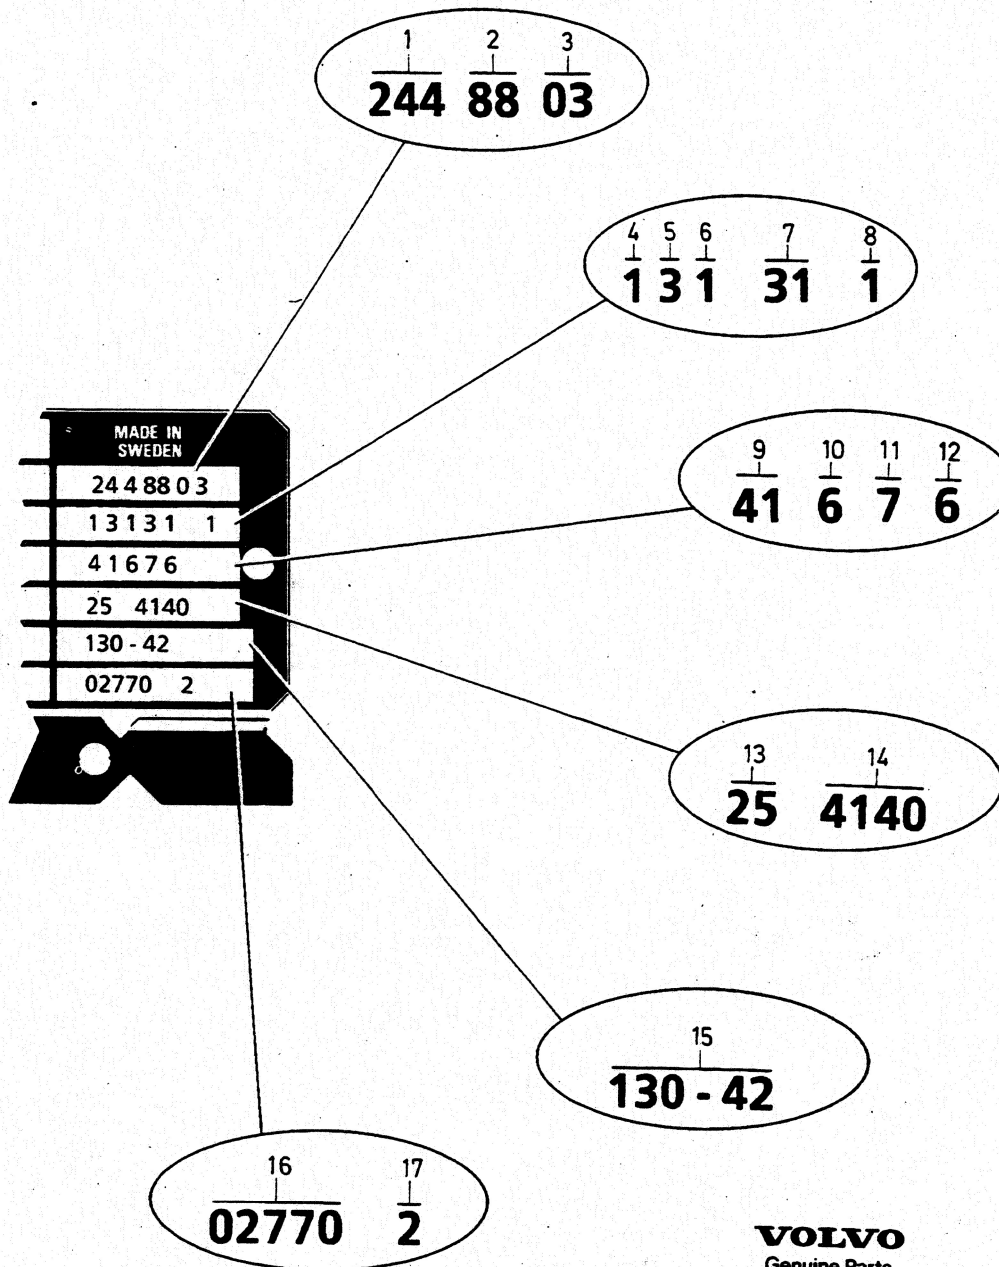 1 2 3
244 88 03
4 5 6 7 8
1 3 1 31 1
MADE IN
SWEDEN
24 4 88 0 3
1 3 1 3 1 1
4 1 6 7 6
25 4140
130 - 42
02770 2
9 10 11 12
41 6 7 6
13 14
25 4140
15
130 - 42
16 17
02770 2
VOLVO
Genuine Parts